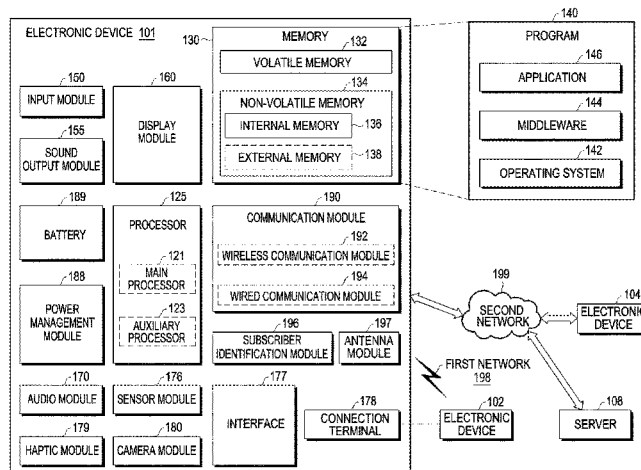 ELECTRONIC DEVICE 101
130
MEMORY
132
VOLATILE MEMORY
134
NON-VOLATILE MEMORY
INTERNAL MEMORY
136
EXTERNAL MEMORY
138
140
PROGRAM
146
APPLICATION
144
MIDDLEWARE
142
OPERATING SYSTEM
150
INPUT MODULE
160
DISPLAY
MODULE
155
SOUND
OUTPUT MODULE
189
BATTERY
125
PROCESSOR
121
MAIN
PROCESSOR
123
AUXILIARY
PROCESSOR
190
COMMUNICATION MODULE
192
WIRELESS COMMUNICATION MODULE
194
WIRED COMMUNICATION MODULE
188
POWER
MANAGEMENT
MODULE
196
SUBSCRIBER
IDENTIFICATION MODULE
197
ANTENNA
MODULE
199
SECOND
NETWORK
104
ELECTRONIC
DEVICE
FIRST NETWORK
198
170
AUDIO MODULE
176
SENSOR MODULE
177
INTERFACE
178
CONNECTION
TERMINAL
102
ELECTRONIC
DEVICE
108
SERVER
179
HAPTIC MODULE
180
CAMERA MODULE